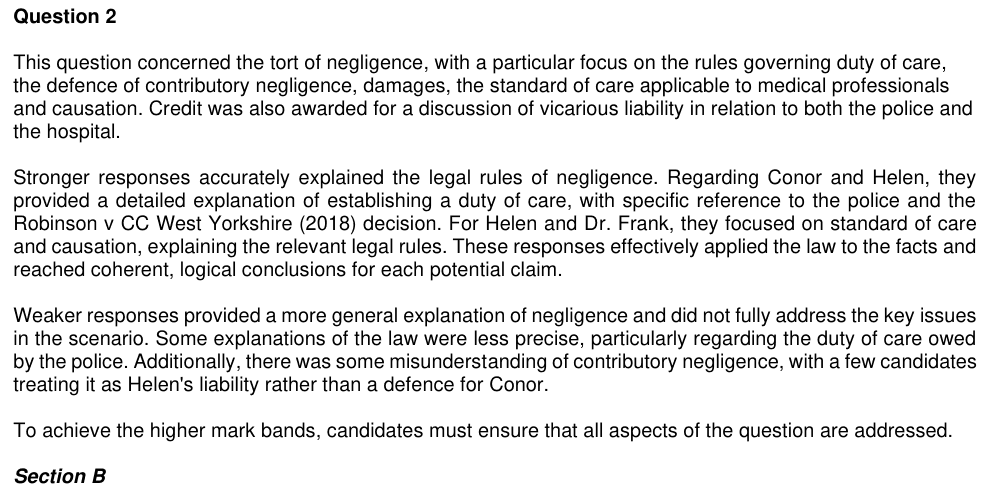 Question 2
This question concerned the tort of negligence, with a particular focus on the rules governing duty of care,
the defence of contributory negligence, damages, the standard of care applicable to medical professionals
and causation. Credit was also awarded for a discussion of vicarious liability in relation to both the police and
the hospital.
Stronger responses accurately explained the legal rules of negligence. Regarding Conor and Helen, they
provided a detailed explanation of establishing a duty of care, with specific reference to the police and the
Robinson v CC West Yorkshire (2018) decision. For Helen and Dr. Frank, they focused on standard of care
and causation, explaining the relevant legal rules. These responses effectively applied the law to the facts and
reached coherent, logical conclusions for each potential claim.
Weaker responses provided a more general explanation of negligence and did not fully address the key issues
in the scenario. Some explanations of the law were less precise, particularly regarding the duty of care owed
by the police. Additionally, there was some misunderstanding of contributory negligence, with a few candidates
treating it as Helen's liability rather than a defence for Conor.
To achieve the higher mark bands, candidates must ensure that all aspects of the question are addressed.
Section B